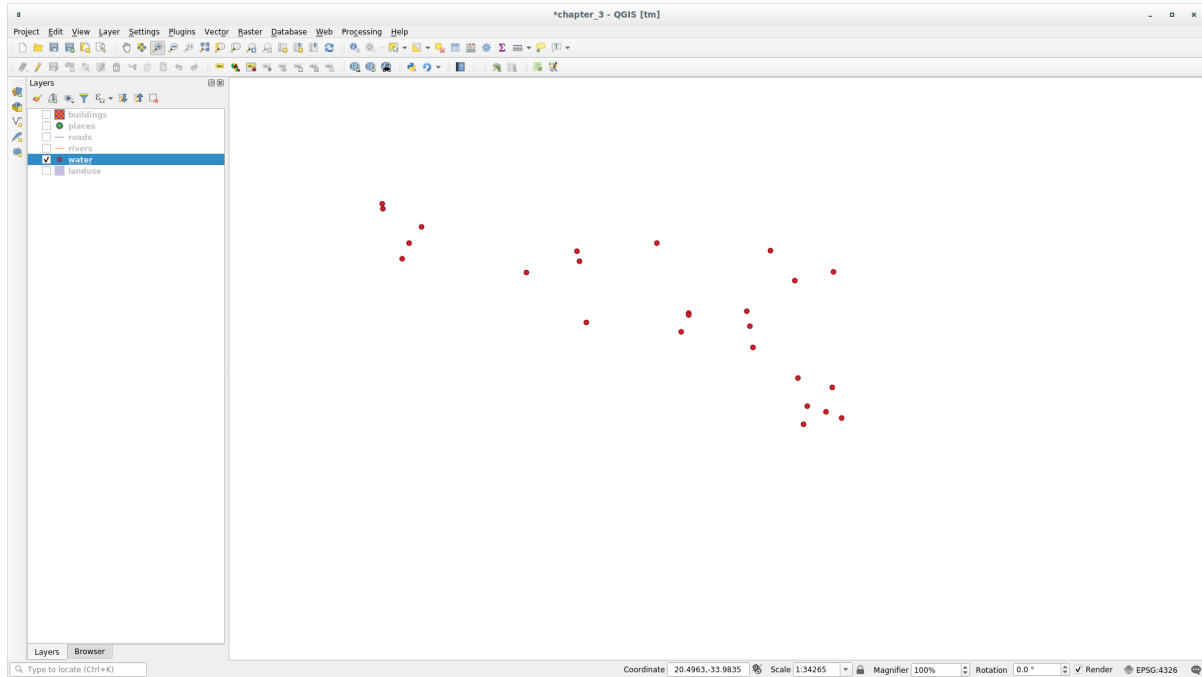 *chapter_3 - QGIS [tm]
Project Edit View Layer Settings Plugins Vector Raster Database Web Processing Help
Layers
buildings
places
roads
rivers
water
landuse
Layers Browser
Type to locate (Ctrl+K) Coordinate 20.4963,-33.9835 Scale 1:34265 Magnifier 100% Rotation 0.0 ° Render EPSG:4326